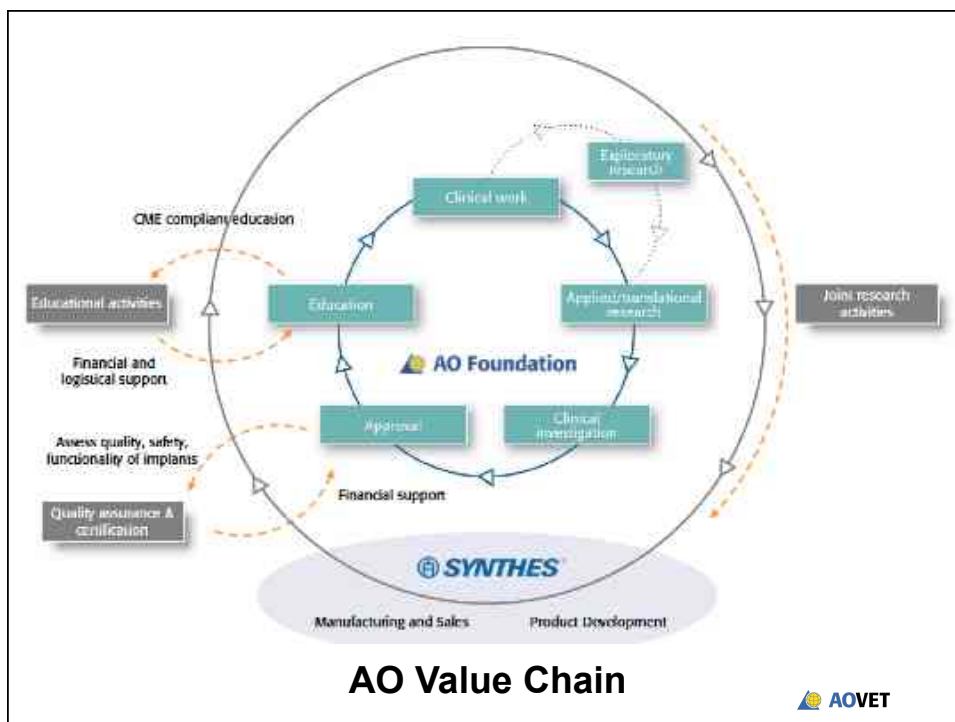 Exploratory
research
Clinical work
CME compliant education
Educational activities
Education
Applied/translational
research
Joint research
activities
AO Foundation
Financial and
logistical support
Approval
Clinical
investigation
Assess quality, safety,
functionality of implants
Financial support
Quality assurance &
certification
SYNTHES
Manufacturing and Sales
Product Development
AO Value Chain
AOVET